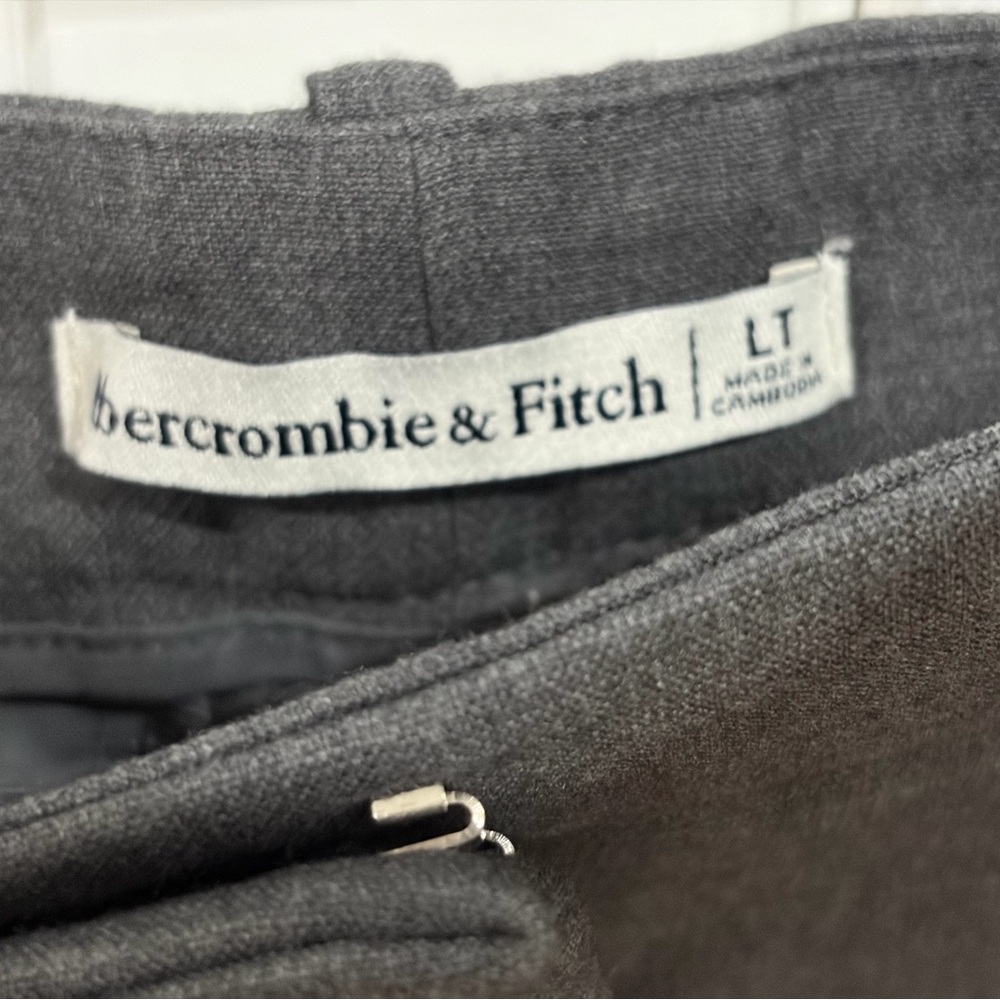 Abercrombie & Fitch
LT
MADE IN
CAMBODIA